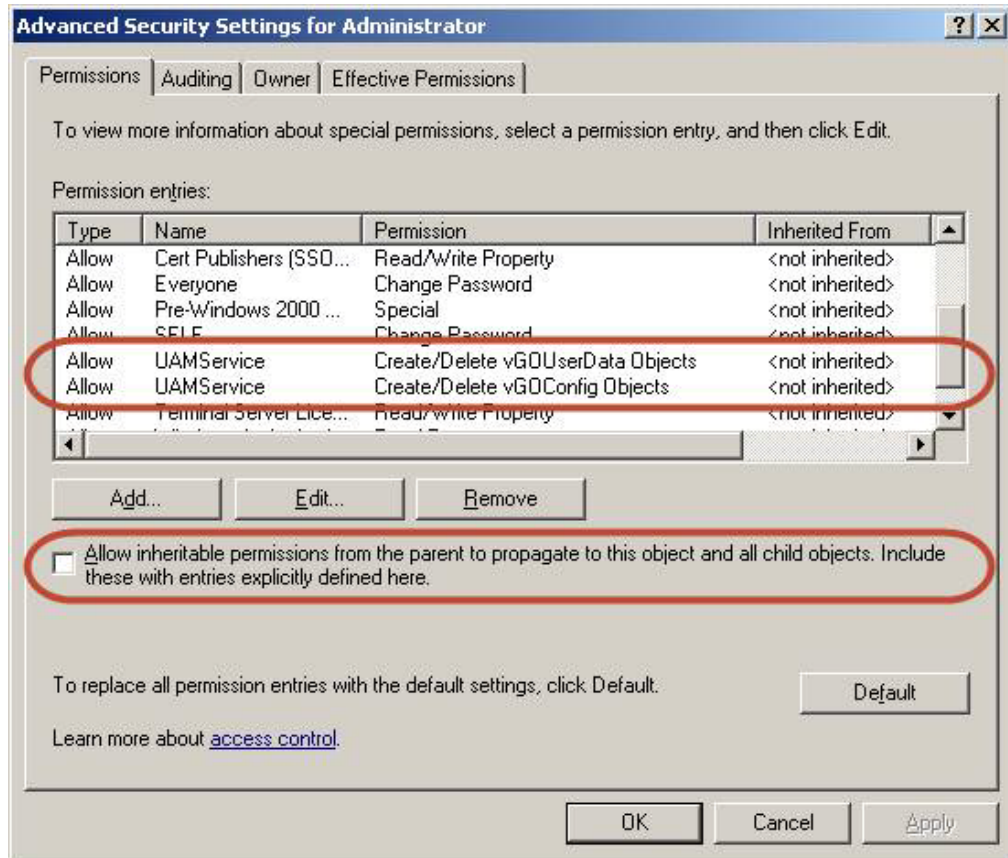 Advanced Security Settings for Administrator
Permissions Auditing Owner Effective Permissions
To view more information about special permissions, select a permission entry, and then click Edit.
Permission entries:
Type Name Permission Inherited From
Allow Cert Publishers (SSO... Read/Write Property <not inherited>
Allow Everyone Change Password <not inherited>
Allow Pre-Windows 2000 ... Special <not inherited>
Allow SELF Change Password <not inherited>
Allow UAMService Create/Delete vGOUserData Objects <not inherited>
Allow UAMService Create/Delete vGOConfig Objects <not inherited>
Allow Terminal Server Lice... Read/Write Property <not inherited>
Add... Edit... Remove
Allow inheritable permissions from the parent to propagate to this object and all child objects. Include
these with entries explicitly defined here.
To replace all permission entries with the default settings, click Default.
Default
Learn more about access control.
OK Cancel Apply